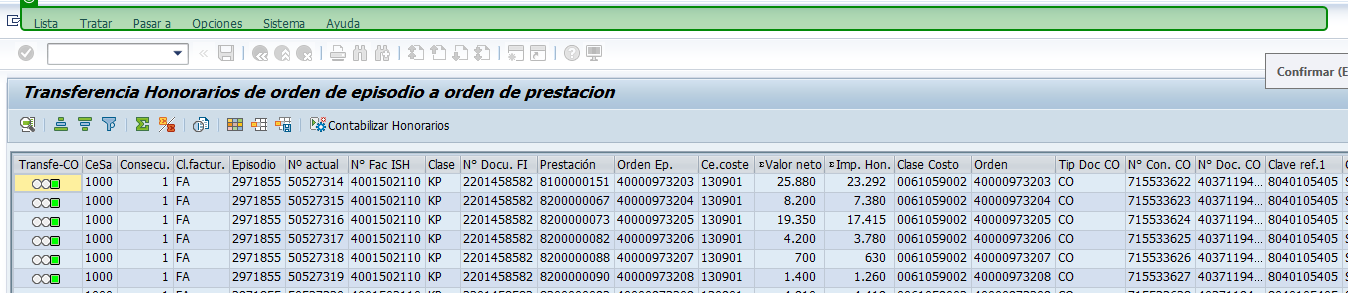 Lista Tratar Pasar a Opciones Sistema Ayuda
Confirmar (E
Transferencia Honorarios de orden de episodio a orden de prestacion
Contabilizar Honorarios
Transfe-CO CeSa Consecu. Cl.factur. Episodio Nº actual N° Fac ISH Clase N° Docu. FI Prestación Orden Ep. Ce.coste Valor neto Imp. Hon. Clase Costo Orden Tip Doc CO N° Con. CO N° Doc. CO Clave ref.1
1000 1 FA 2971855 50527314 4001502110 KP 2201458582 8100000151 40000973203 130901 25.880 23.292 0061059002 40000973203 CO 715533622 40371194... 8040105405
1000 1 FA 2971855 50527315 4001502110 KP 2201458582 8200000067 40000973204 130901 8.200 7.380 0061059002 40000973204 CO 715533623 40371194... 8040105405
1000 1 FA 2971855 50527316 4001502110 KP 2201458582 8200000073 40000973205 130901 19.350 17.415 0061059002 40000973205 CO 715533624 40371194... 8040105405
1000 1 FA 2971855 50527317 4001502110 KP 2201458582 8200000082 40000973206 130901 4.200 3.780 0061059002 40000973206 CO 715533625 40371194... 8040105405
1000 1 FA 2971855 50527318 4001502110 KP 2201458582 8200000088 40000973207 130901 700 630 0061059002 40000973207 CO 715533626 40371194... 8040105405
1000 1 FA 2971855 50527319 4001502110 KP 2201458582 8200000090 40000973208 130901 1.400 1.260 0061059002 40000973208 CO 715533627 40371194... 8040105405